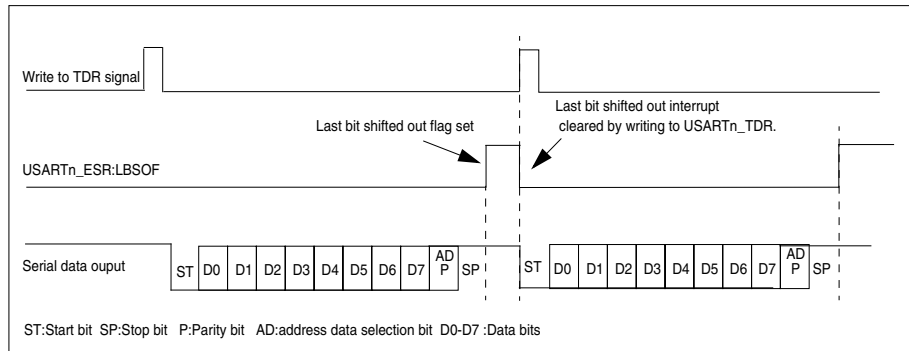 Write to TDR signal
Last bit shifted out interrupt
cleared by writing to USARTn_TDR.
Last bit shifted out flag set
USARTn_ESR:LBSOF
Serial data ouput
ST D0 D1 D2 D3 D4 D5 D6 D7 AD P SP ST D0 D1 D2 D3 D4 D5 D6 D7 AD P SP
ST:Start bit SP:Stop bit P:Parity bit AD:address data selection bit D0-D7 :Data bits